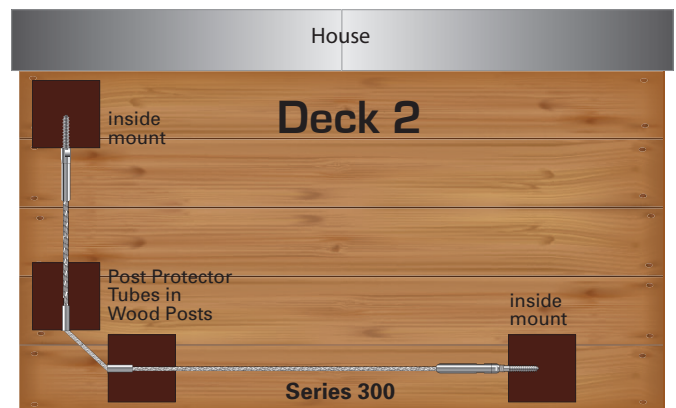 House
Deck 2
inside
mount
Post Protector
Tubes in
Wood Posts
inside
mount
Series 300